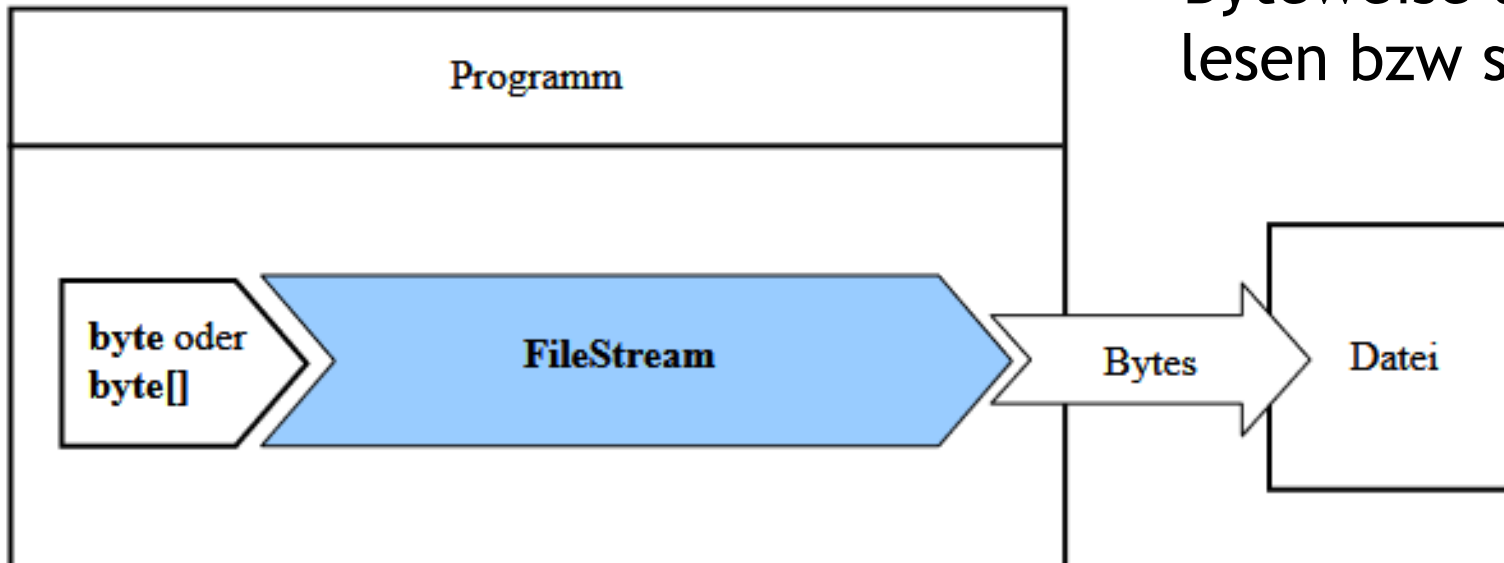 Programm
lesen bzw
byte oder
byte[]
FileStream
Bytes
Datei